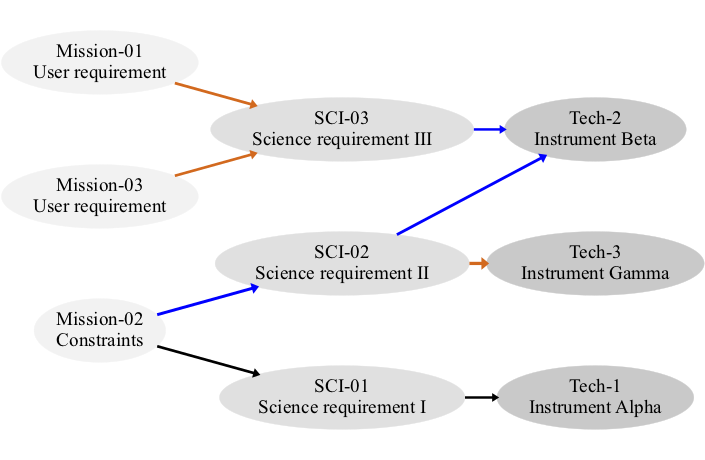 Mission-01
User requirement
SCI-03
Science requirement III
Tech-2
Instrument Beta
Mission-03
User requirement
SCI-02
Science requirement II
Tech-3
Instrument Gamma
Mission-02
Constraints
SCI-01
Science requirement I
Tech-1
Instrument Alpha